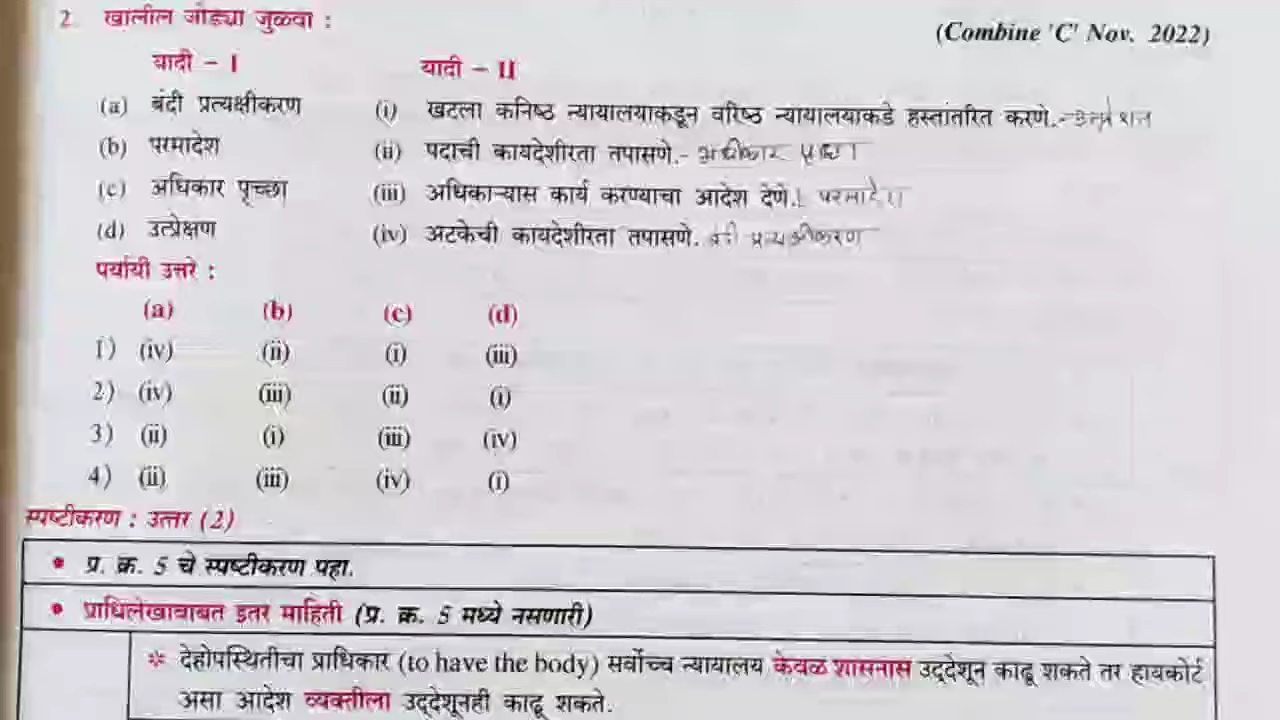 2. खालील जोड्या जुळवा :
(Combine 'C' Nov. 2022)
यादी - I यादी - II
(a) बंदी प्रत्यक्षीकरण (i) खटला कनिष्ठ न्यायालयाकडून वरिष्ठ न्यायालयाकडे हस्तांतरित करणे.-
(b) परमादेश (ii) पदाची कायदेशीरता तपासणे.- अधिकार पृच्छा
(c) अधिकार पृच्छा (iii) अधिकाऱ्यास कार्य करण्याचा आदेश देणे. परमादेश
(d) उत्प्रेक्षण (iv) अटकेची कायदेशीरता तपासणे. बंदी प्रत्यक्षीकरण
पर्यायी उत्तरे :
(a) (b) (c) (d)
1) (iv) (ii) (i) (iii)
2) (iv) (iii) (ii) (i)
3) (ii) (i) (iii) (iv)
4) (ii) (iii) (iv) (i)
स्पष्टीकरण : उत्तर (2)
• प्र. क्र. 5 चे स्पष्टीकरण पहा.
• प्राधिलेखाबाबत इतर माहिती (प्र. क्र. 5 मध्ये नसणारी)
* देहोपस्थितीचा प्राधिकार (to have the body) सर्वोच्च न्यायालय केवळ शासनास उद्देशून काढू शकते तर हायकोर्ट
असा आदेश व्यक्तीला उद्देशूनही काढू शकते.